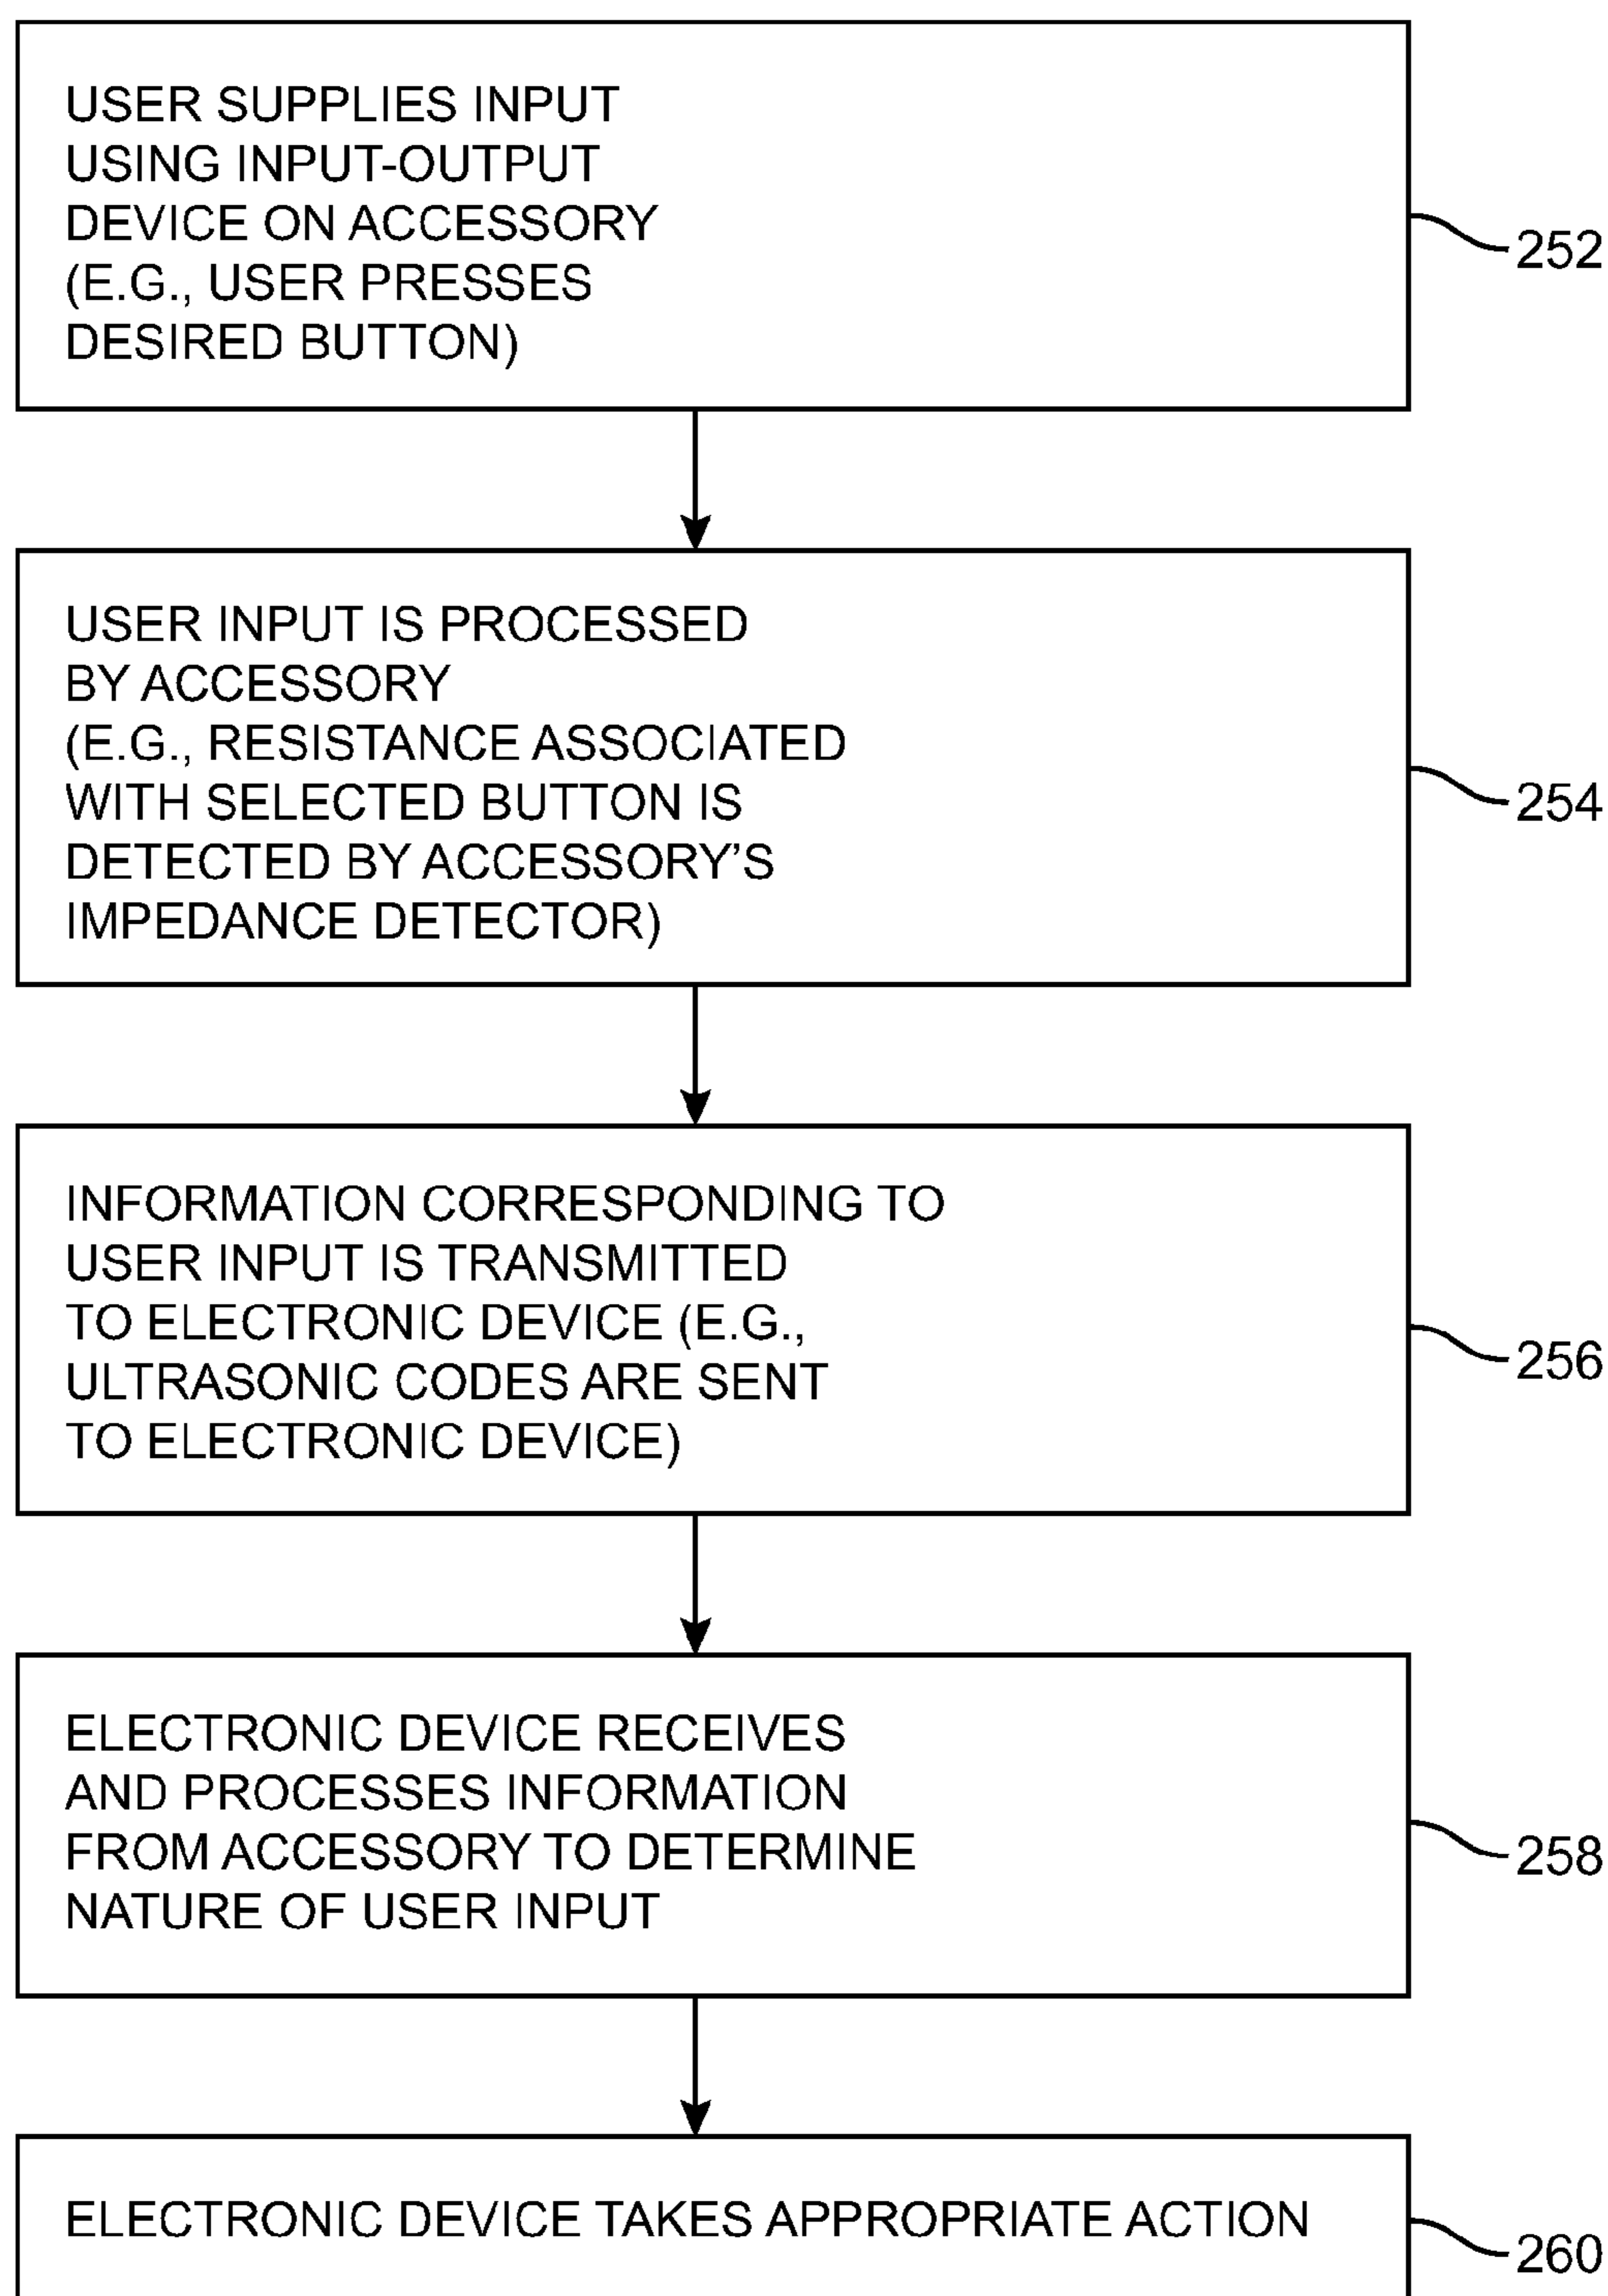 USER SUPPLIES INPUT
USING INPUT-OUTPUT
DEVICE ON ACCESSORY
(E.G., USER PRESSES
DESIRED BUTTON)
252
USER INPUT IS PROCESSED
BY ACCESSORY
(E.G., RESISTANCE ASSOCIATED
WITH SELECTED BUTTON IS
DETECTED BY ACCESSORY'S
IMPEDANCE DETECTOR)
254
INFORMATION CORRESPONDING TO
USER INPUT IS TRANSMITTED
TO ELECTRONIC DEVICE (E.G.,
ULTRASONIC CODES ARE SENT
TO ELECTRONIC DEVICE)
256
ELECTRONIC DEVICE RECEIVES
AND PROCESSES INFORMATION
FROM ACCESSORY TO DETERMINE
NATURE OF USER INPUT
258
ELECTRONIC DEVICE TAKES APPROPRIATE ACTION
260